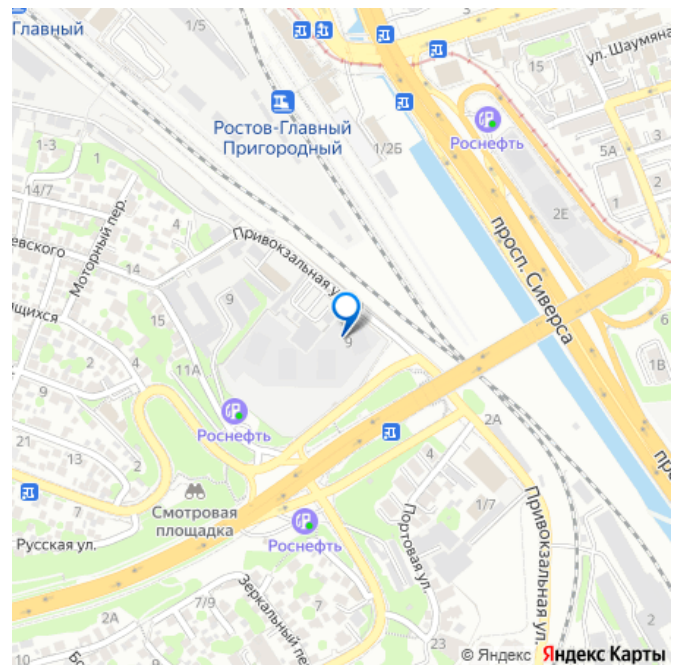 Главный
1/5
ул. Шаумяна
15
Ростов-Главный
Пригородный
1/2Б
Роснефть
3
5А
1-3
1
2
14/7
4
1
2Е
Моторный пер.
Привокзальная у
просп. Сиверса
14
9
15
9
6
11А
1В
9
Роснефть
2А
21
13
2
4
Смотровая
площадка
1/7
Привокзальная ул.
Русская ул.
Роснефть
Портовая ул.
Зеркальный пер
7/9
7
2А
7
23
2
© Яндекс Яндекс Карты